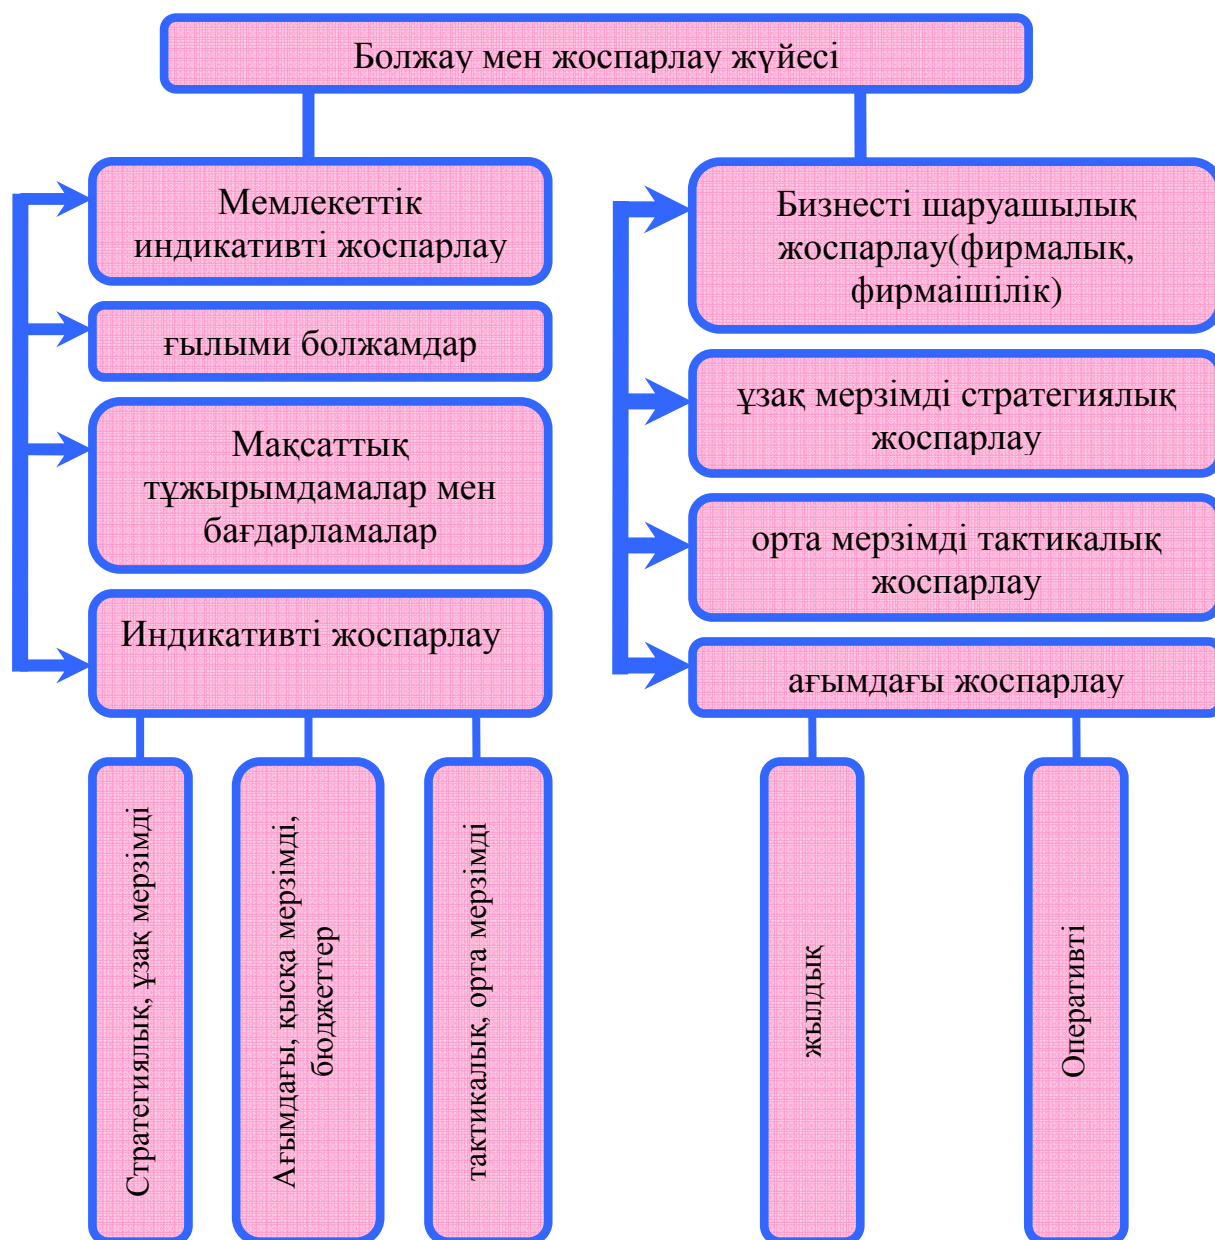 Болжау мен жоспарлау жүйесі
Мемлекеттік
индикативті жоспарлау
ғылыми болжамдар
Мақсаттық
тұжырымдамалар мен
бағдарламалар
Индикативті жоспарлау
Стратегиялық, ұзақ мерзімді
Ағымдағы, қысқа мерзімді,
бюджеттер
тактикалық, орта мерзімді
Бизнесті шаруашылық
жоспарлау(фирмалық,
фирмаішілік)
ұзақ мерзімді стратегиялық
жоспарлау
орта мерзімді тактикалық
жоспарлау
ағымдағы жоспарлау
жылдық
Оперативті